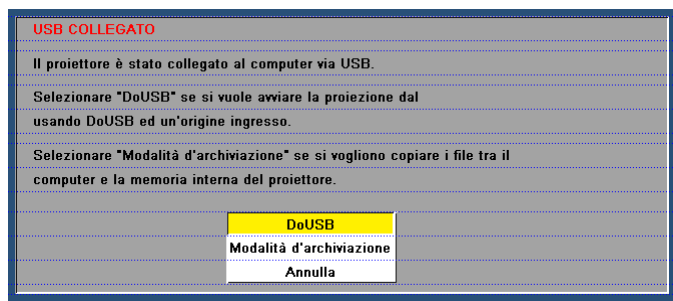 USB COLLEGATO
Il proiettore è stato collegato al computer via USB.
Selezionare "DoUSB" se si vuole avviare la proiezione dal
usando DoUSB ed un'origine ingresso.
Selezionare "Modalità d'archiviazione" se si vogliono copiare i file tra il
computer e la memoria interna del proiettore.
DoUSB
Modalità d'archiviazione
Annulla